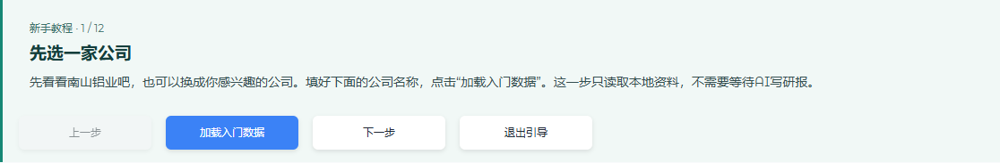 新手教程 · 1 / 12
先选一家公司
先看看南山铝业吧，也可以换成你感兴趣的公司。填好下面的公司名称，点击“加载入门数据”。这一步只读取本地资料，不需要等待AI写研报。
上一步
加载入门数据
下一步
退出引导